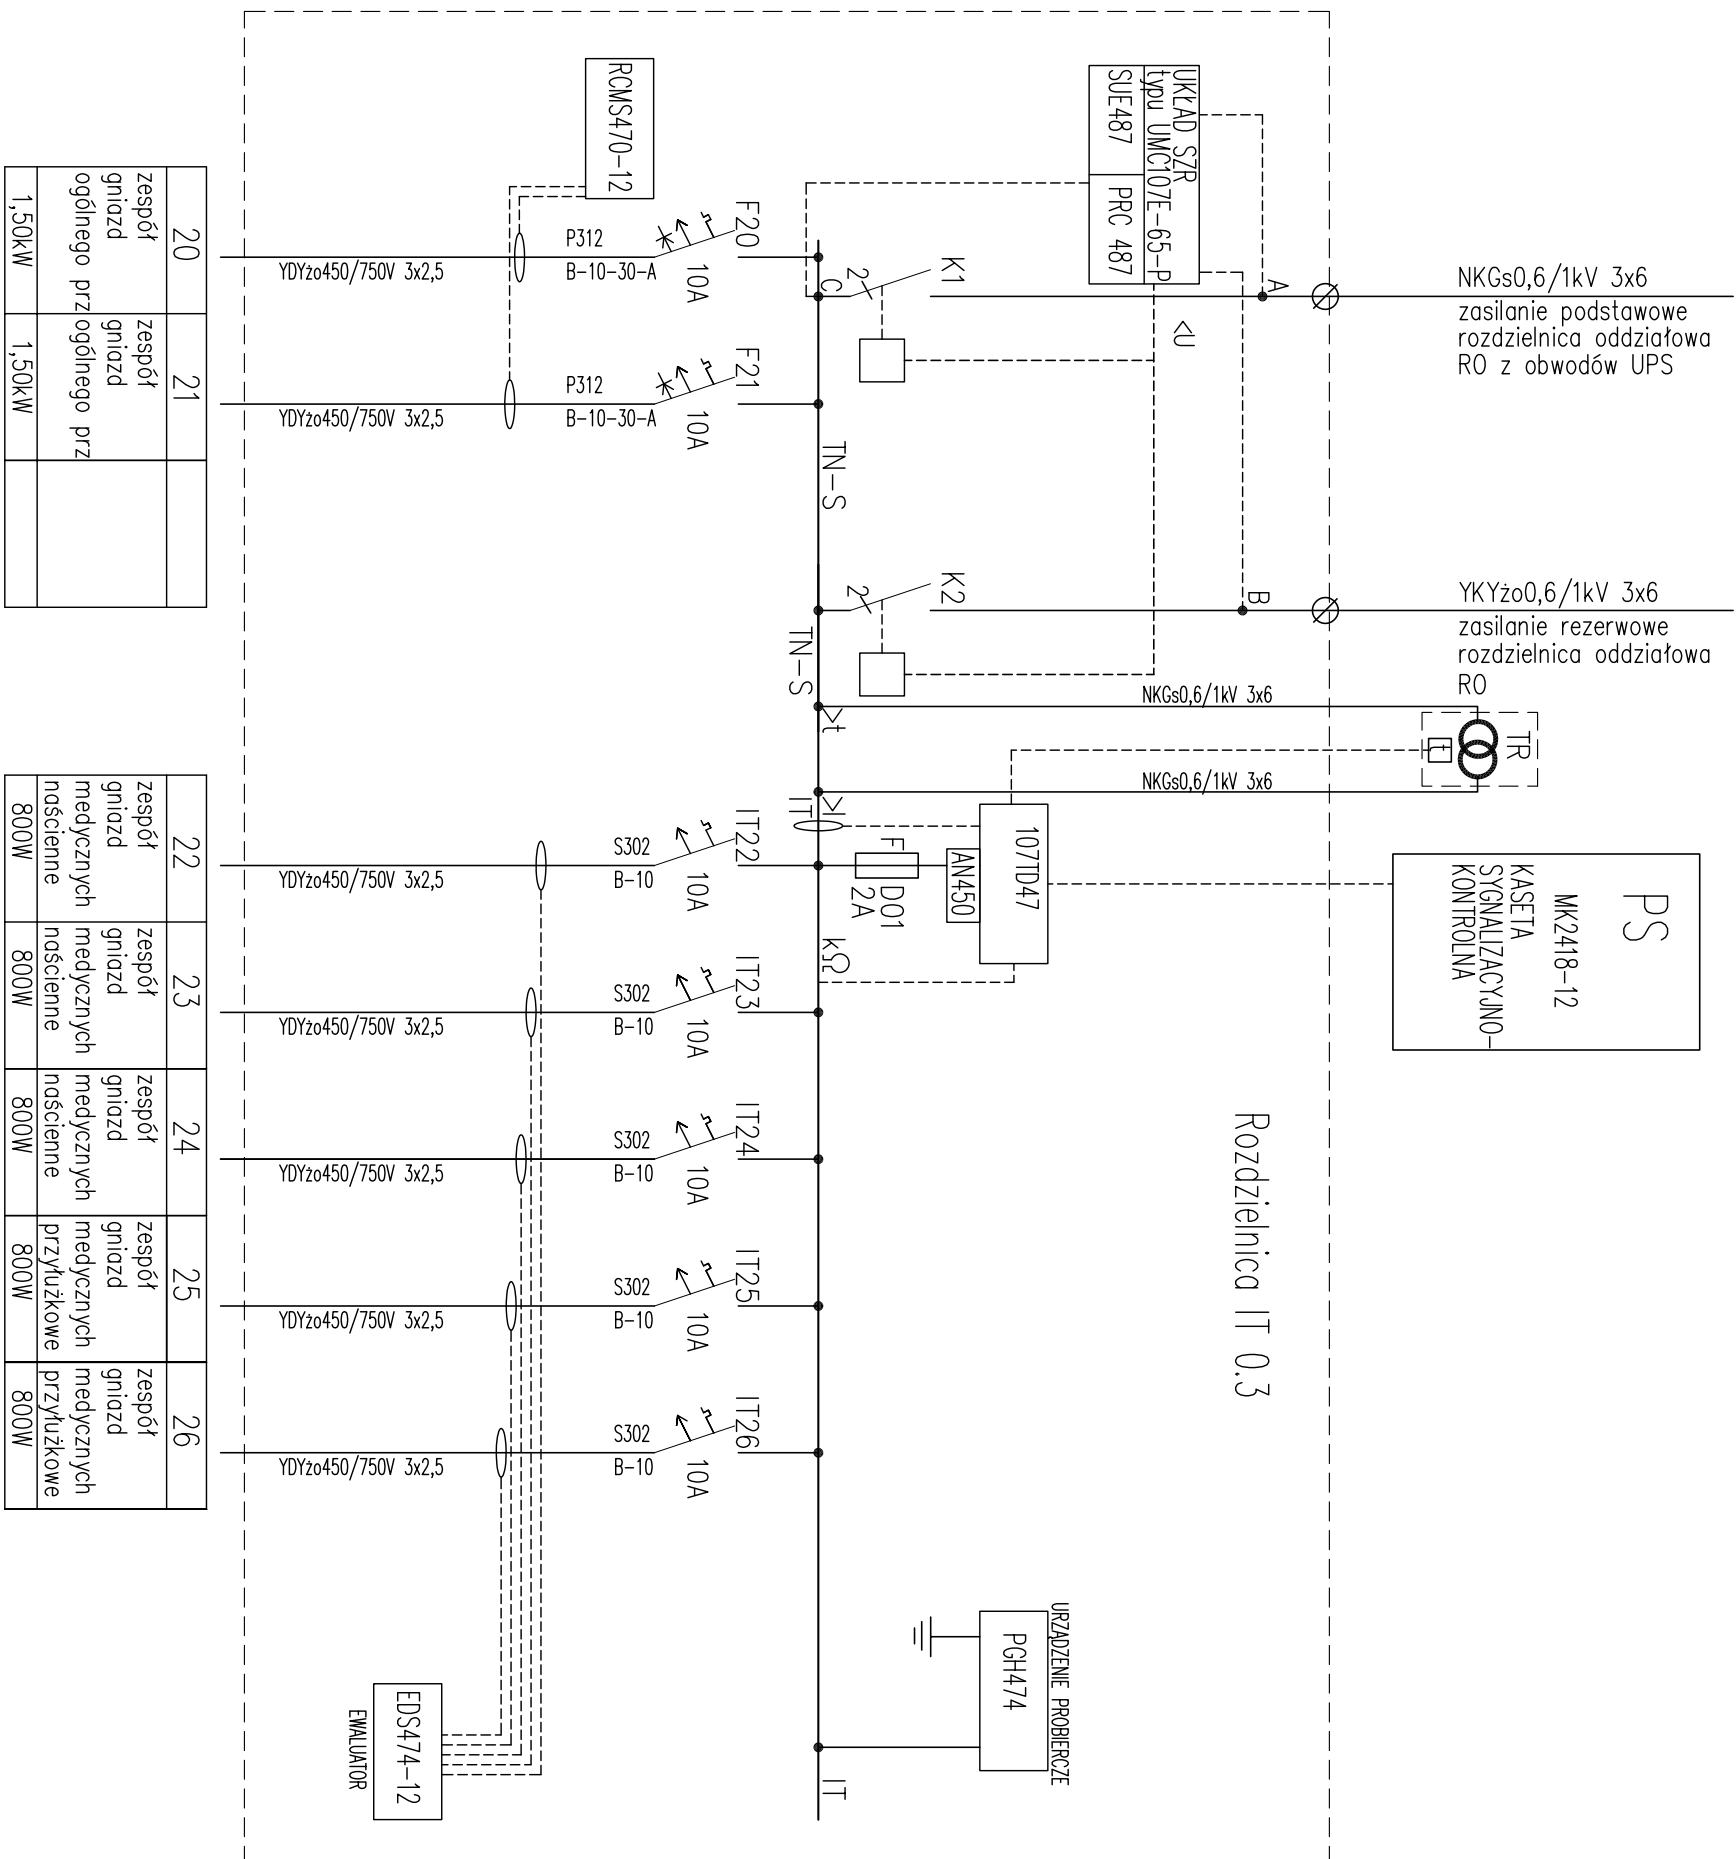 NKGs0,6/1kV 3x6
zasilanie podstawowe
rozdzielnica oddziałowa
RO z obwodów UPS
YKYżo0,6/1kV 3x6
zasilanie rezerwowe
rozdzielnica oddziałowa
RO
NKGs0,6/1kV 3x6
NKGs0,6/1kV 3x6
TR
t
PS
MK2418-12
KASETA
SYGNALIZACYJNO-
KONTROLNA
Rozdzielnica IT 0.3
UKŁAD SZR
typu UMC107E-65-P
SUE487
PRC 487
A
B
C
<U
K1
2
K2
2
TN-S
TN-S
>t
>I
IT
107TD47
AN450
F
D01
2A
kΩ
URZĄDZENIE PROBIERCZE
PGH474
IT
RCMS470-12
F20
10A
P312
B-10-30-A
YDYżo450/750V 3x2,5
F21
10A
P312
B-10-30-A
YDYżo450/750V 3x2,5
IT22
10A
S302
B-10
YDYżo450/750V 3x2,5
IT23
10A
S302
B-10
YDYżo450/750V 3x2,5
IT24
10A
S302
B-10
YDYżo450/750V 3x2,5
IT25
10A
S302
B-10
YDYżo450/750V 3x2,5
IT26
10A
S302
B-10
YDYżo450/750V 3x2,5
EDS474-12
EWALUATOR
20
zespół
gniazd
ogólnego prz
1,50kW
21
zespół
gniazd
ogólnego prz
1,50kW
22
zespół
gniazd
medycznych
naścienne
800W
23
zespół
gniazd
medycznych
naścienne
800W
24
zespół
gniazd
medycznych
naścienne
800W
25
zespół
gniazd
medycznych
przyłużkowe
800W
26
zespół
gniazd
medycznych
przyłużkowe
800W